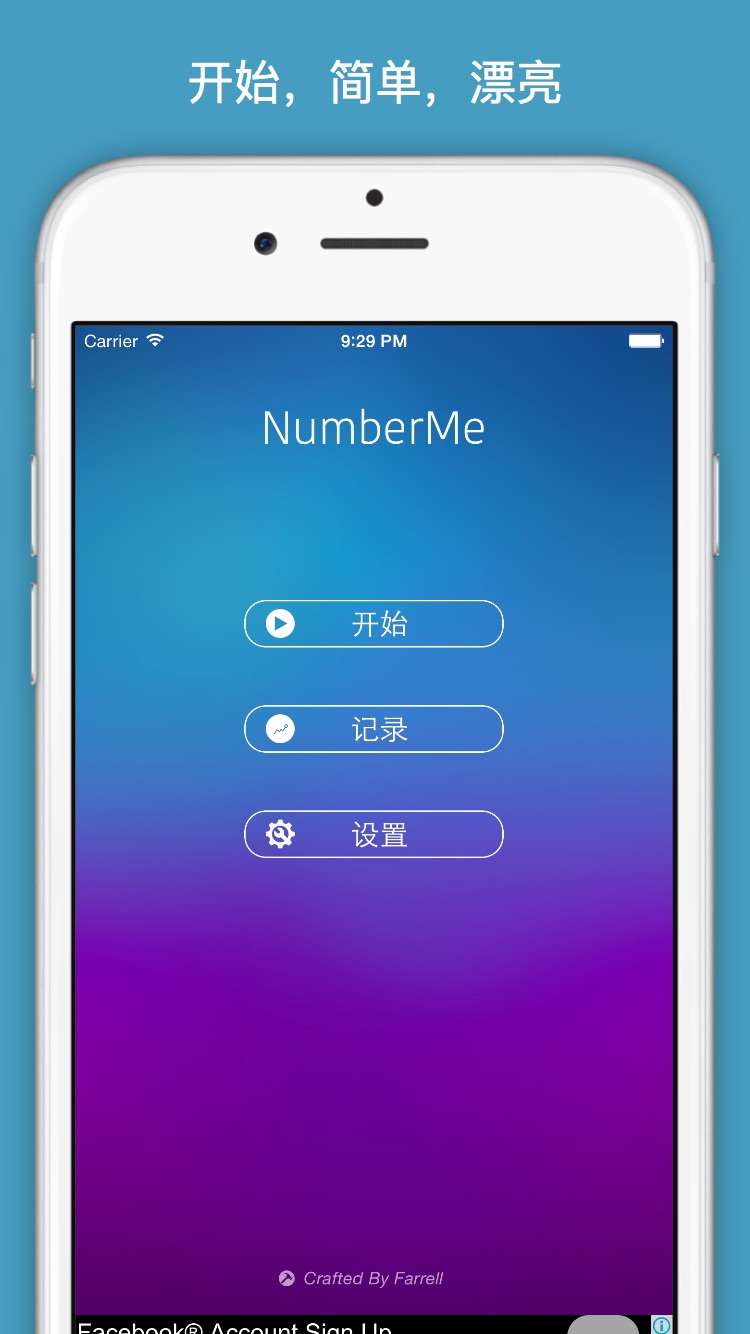 开始，简单，漂亮
Carrier 9:29 PM
NumberMe
开始
记录
设置
Crafted By Farrell
Facebook® Account Sign Up